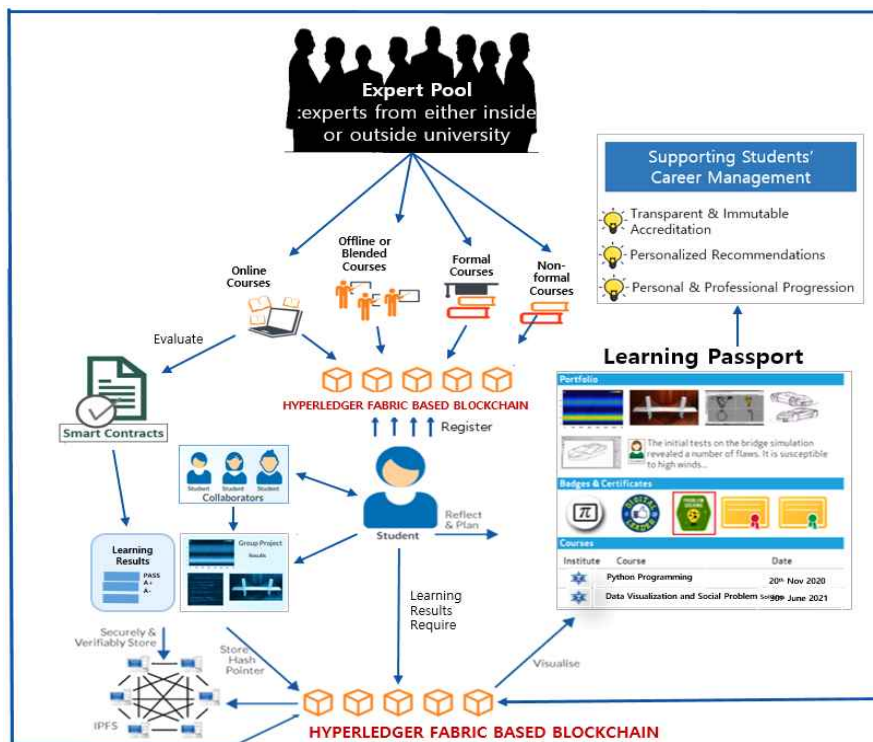 Expert Pool
:experts from either inside
or outside university
Supporting Students'
Career Management
Transparent & Immutable
Accreditation
Personalized Recommendations
Personal & Professional Progression
Online
Courses
Offline or
Blended
Courses
Formal
Courses
Non-
formal
Courses
Evaluate
Smart Contracts
HYPERLEDGER FABRIC BASED BLOCKCHAIN
Register
Student
Student
Student
Collaborators
Student
Reflect
& Plan
Learning
Results
PASS
A+
A-
Group Project
Results
Learning
Results
Require
Learning Passport
Portfolio
The initial tests on the bridge simulation
revealed a number of flaws. It is susceptible
to high winds...
Badges & Certificates
π
DIGITAL
LEADER
PROBLEM
SOLVING
Courses
Institute Course Date
Python Programming 20th Nov 2020
Data Visualization and Social Problem 30th June 2021
Securely &
Verifiably Store
Store
Hash
Pointer
Visualise
IPFS
HYPERLEDGER FABRIC BASED BLOCKCHAIN